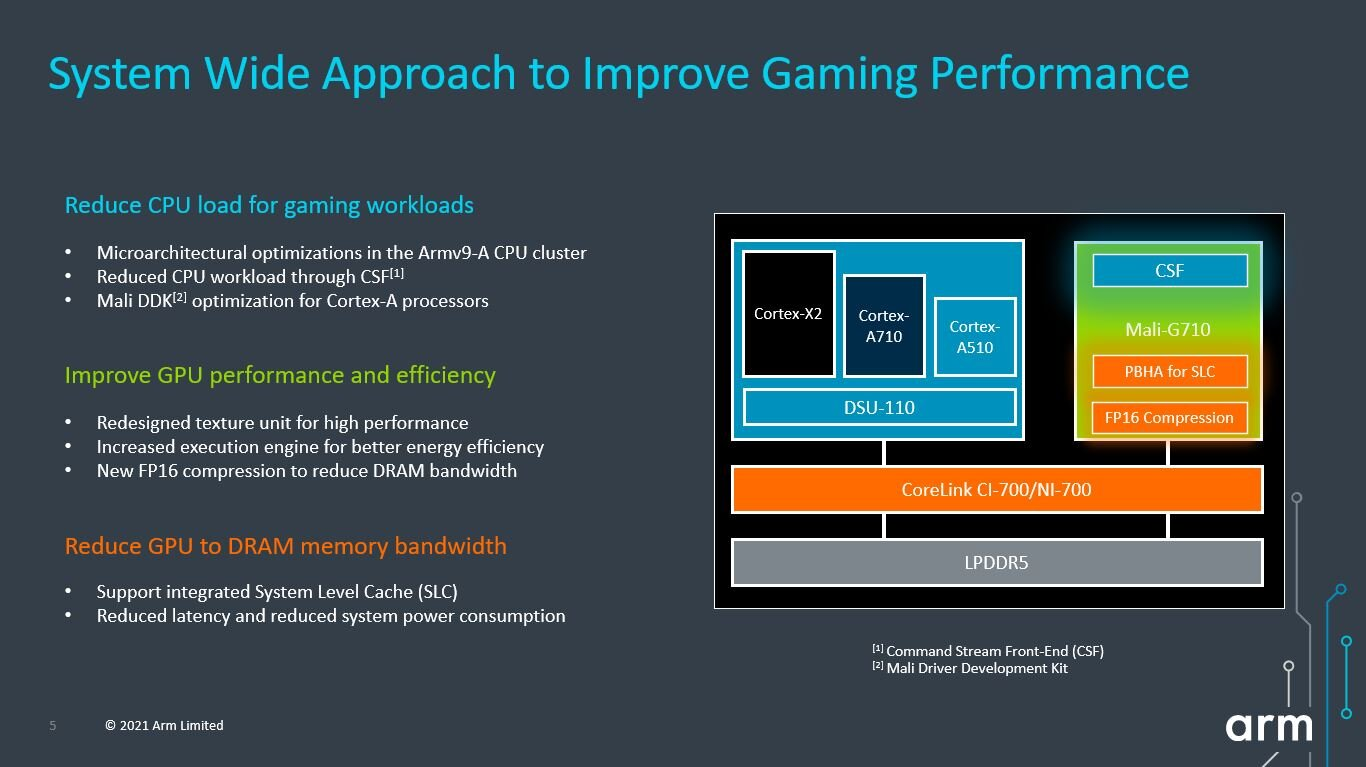 System Wide Approach to Improve Gaming Performance
Reduce CPU load for gaming workloads
• Microarchitectural optimizations in the Armv9-A CPU cluster
• Reduced CPU workload through CSF[1]
• Mali DDK[2] optimization for Cortex-A processors
Improve GPU performance and efficiency
• Redesigned texture unit for high performance
• Increased execution engine for better energy efficiency
• New FP16 compression to reduce DRAM bandwidth
Reduce GPU to DRAM memory bandwidth
• Support integrated System Level Cache (SLC)
• Reduced latency and reduced system power consumption
Cortex-X2
Cortex-
A710
Cortex-
A510
DSU-110
CSF
Mali-G710
PBHA for SLC
FP16 Compression
CoreLink CI-700/NI-700
LPDDR5
[1] Command Stream Front-End (CSF)
[2] Mali Driver Development Kit
5
© 2021 Arm Limited
arm